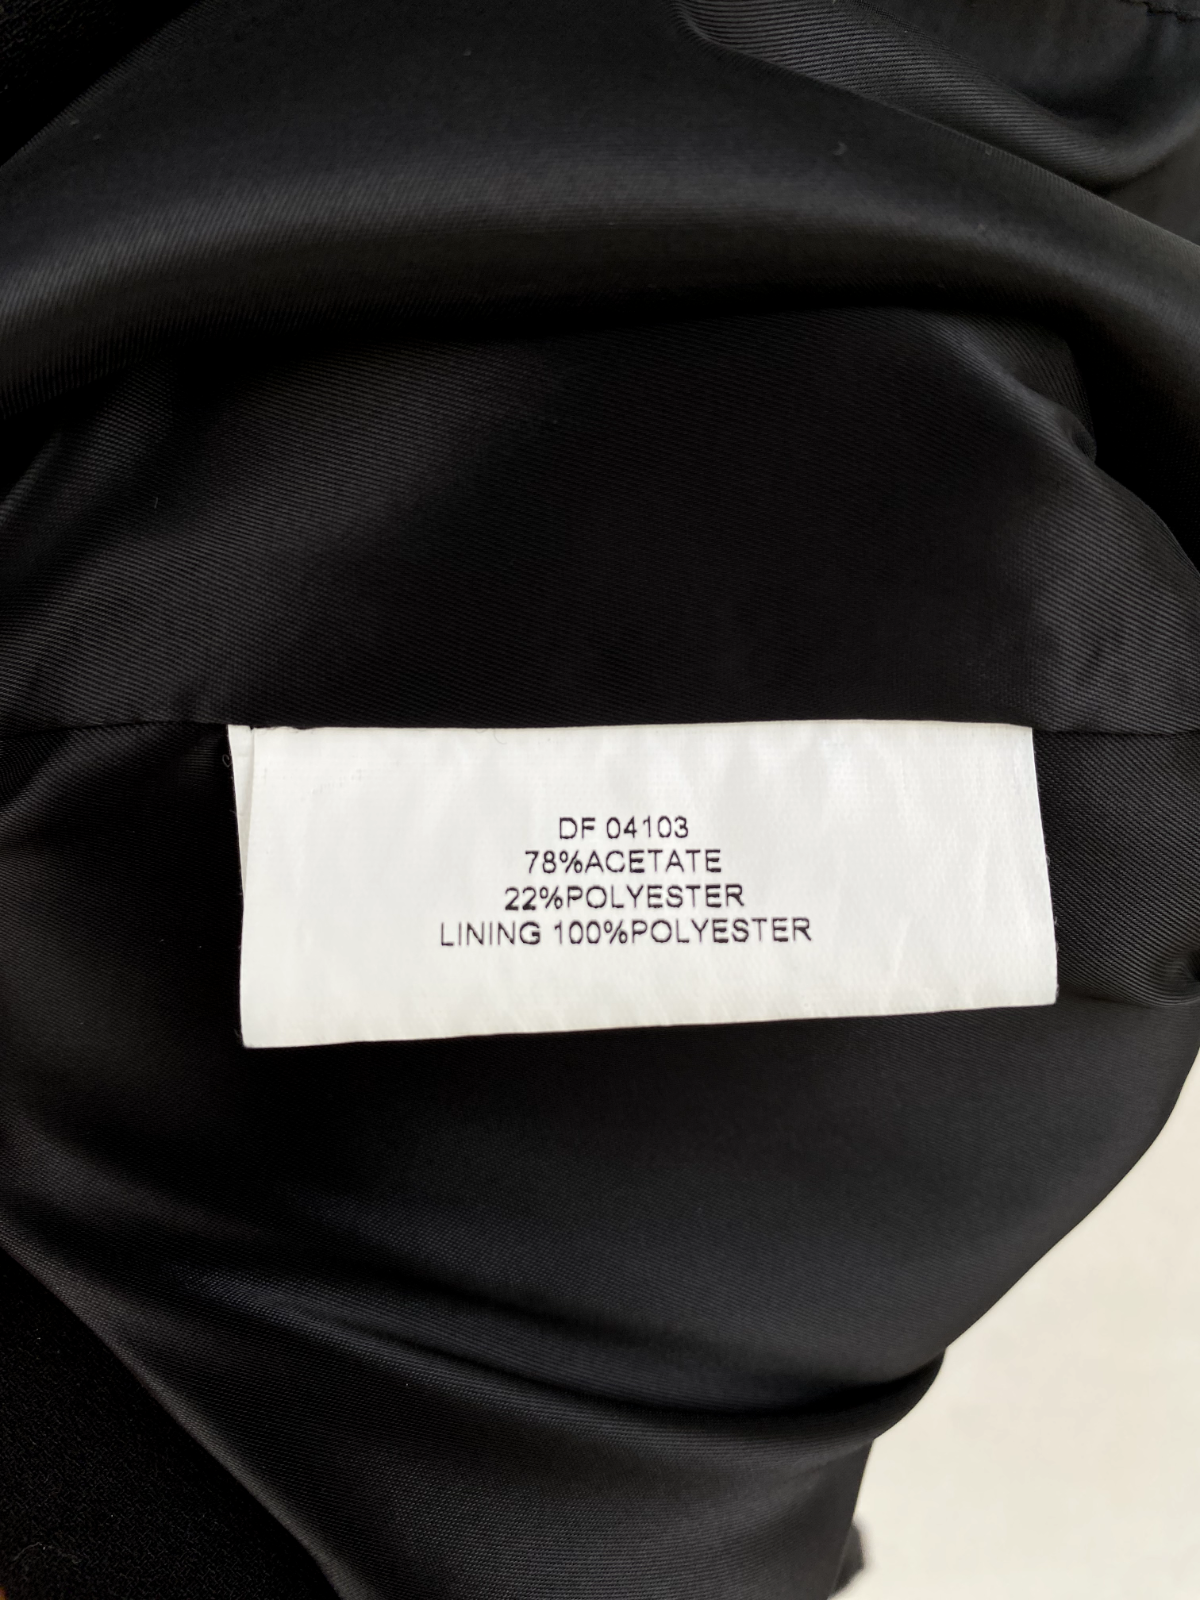 DF 04103
78%ACETATE
22%POLYESTER
LINING 100%POLYESTER